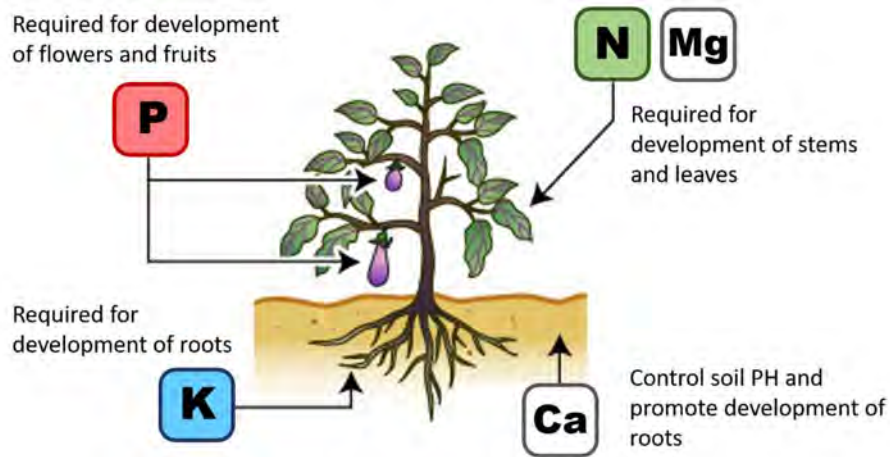 Required for development
of flowers and fruits
P
N Mg
Required for
development of stems
and leaves
Required for
development of roots
K
Ca
Control soil PH and
promote development of
roots